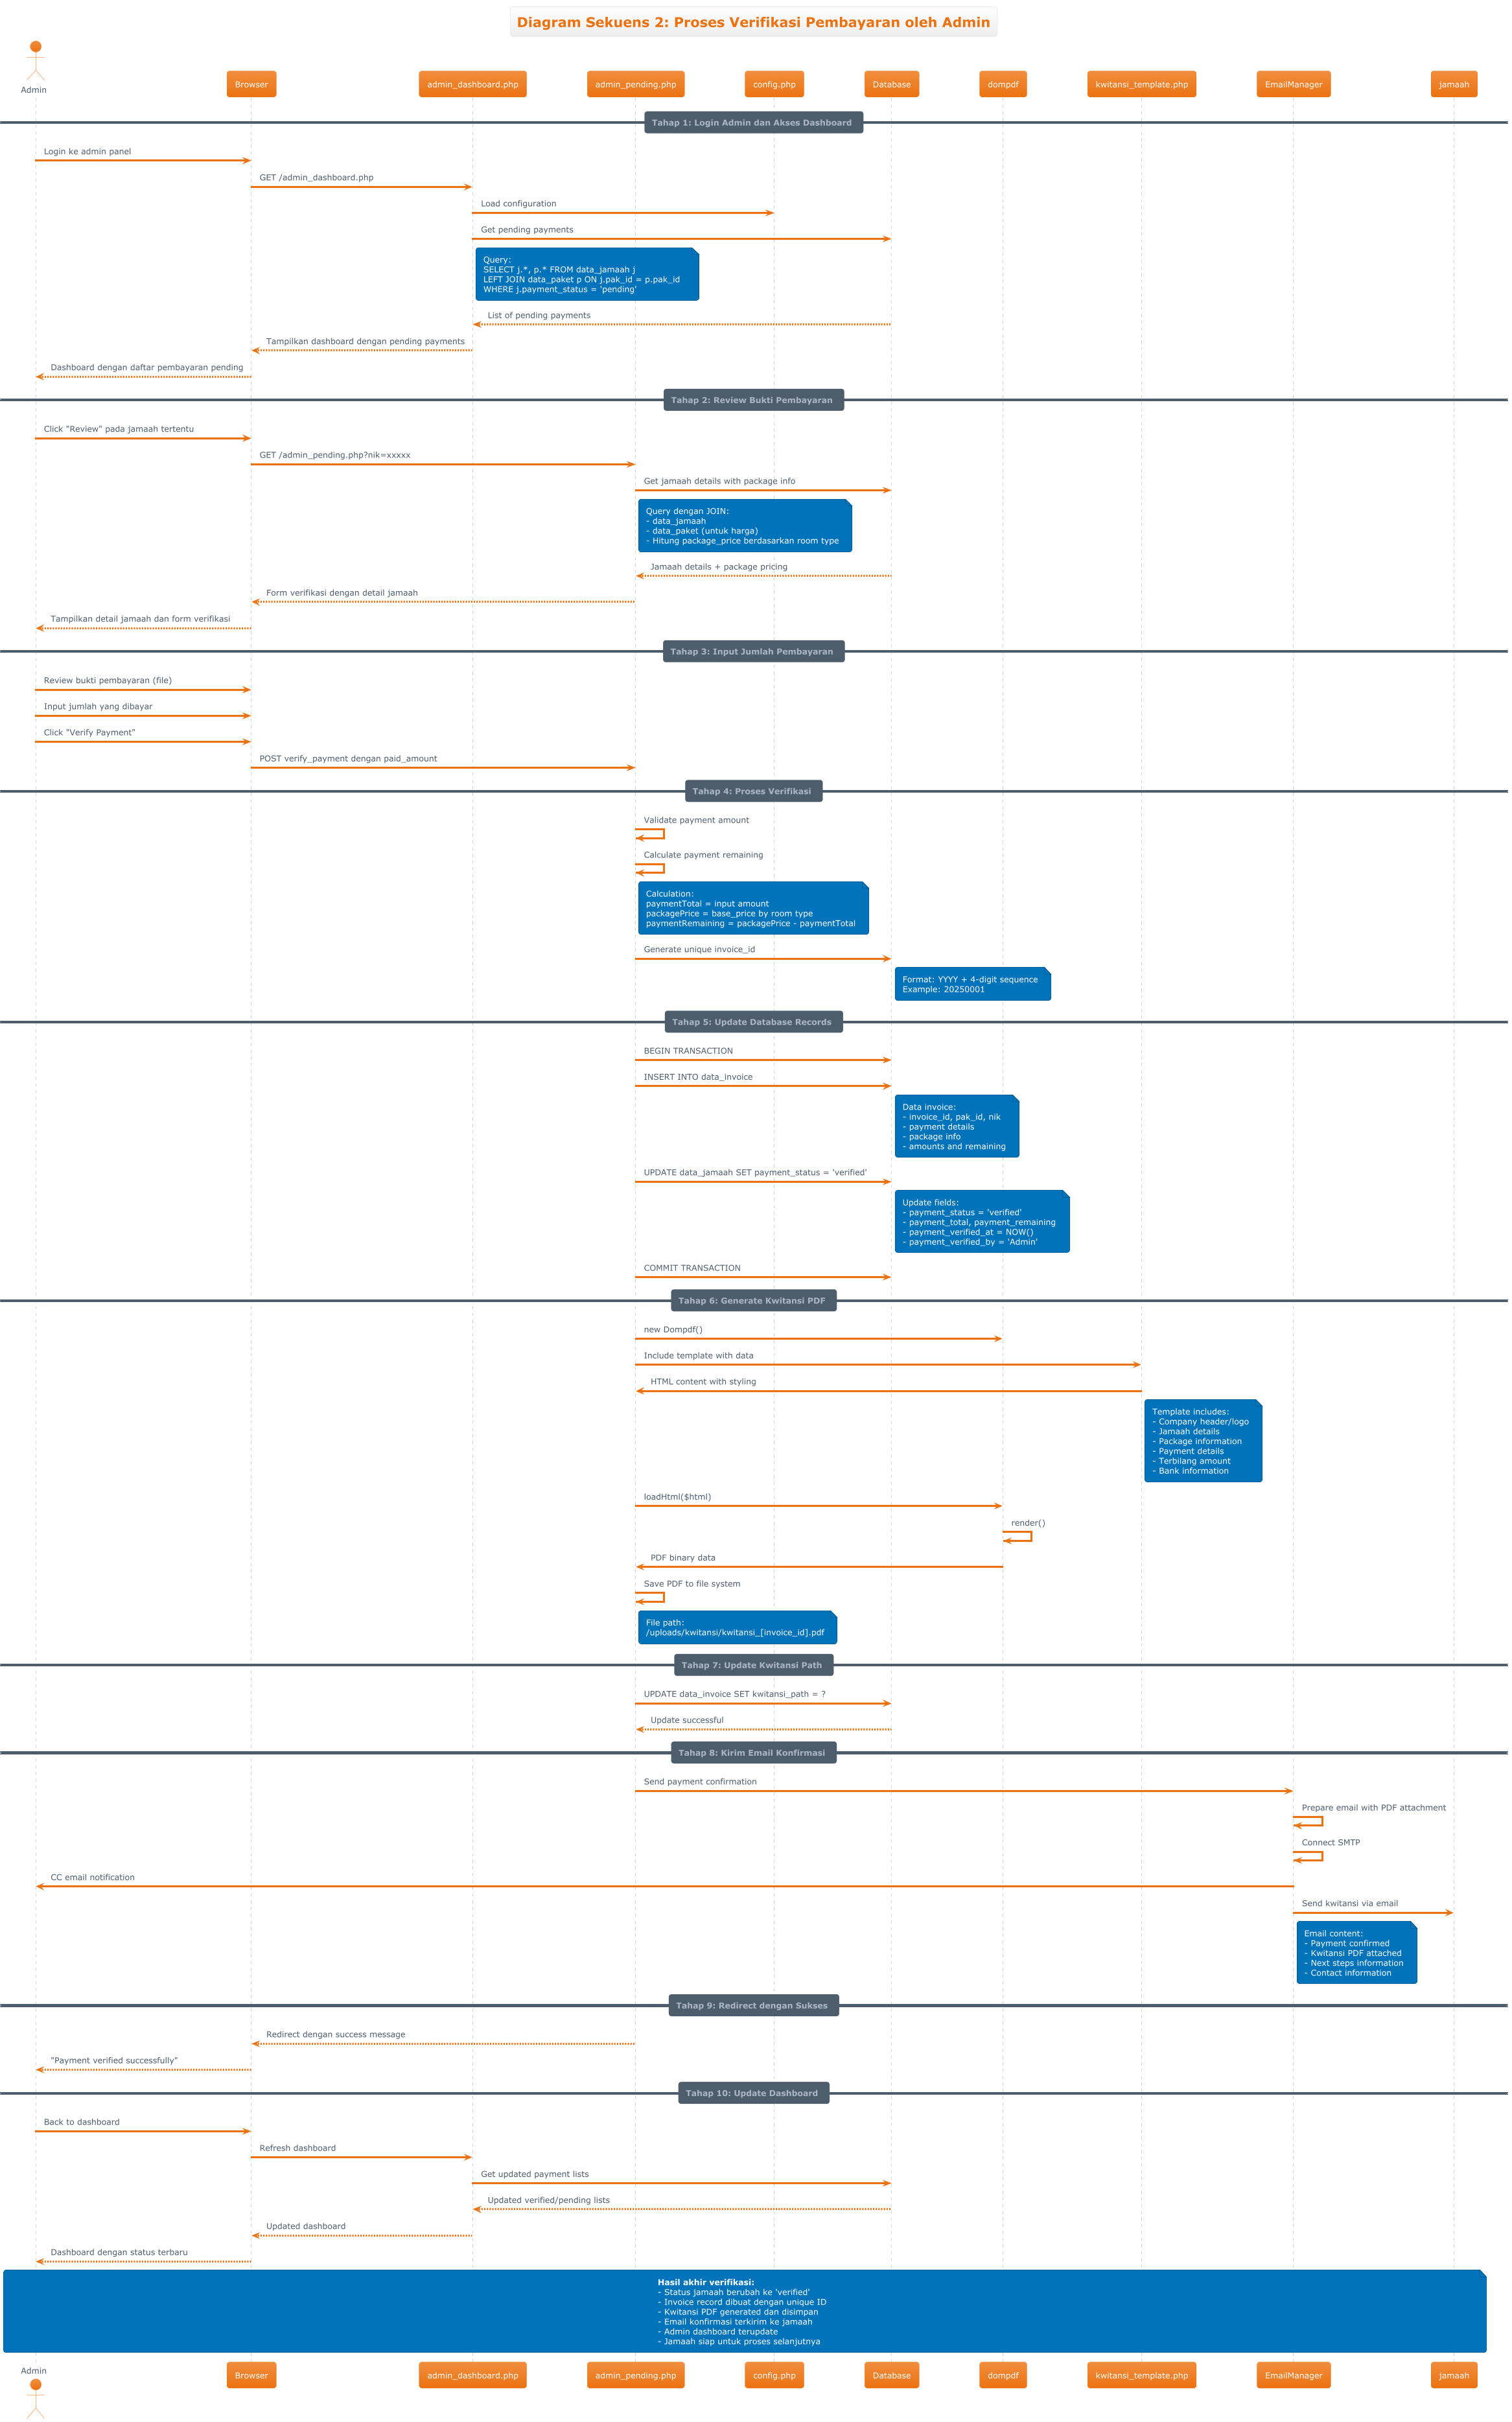 Diagram Sekuens 2: Proses Verifikasi Pembayaran oleh Admin
Admin
Browser
admin_dashboard.php
admin_pending.php
config.php
Database
dompdf
kwitansi_template.php
EmailManager
jamaah
Tahap 1: Login Admin dan Akses Dashboard
Login ke admin panel
GET /admin_dashboard.php
Load configuration
Get pending payments
Query:
SELECT j.*, p.* FROM data_jamaah j
LEFT JOIN data_paket p ON j.pak_id = p.pak_id
WHERE j.payment_status = 'pending'
List of pending payments
Tampilkan dashboard dengan pending payments
Dashboard dengan daftar pembayaran pending
Tahap 2: Review Bukti Pembayaran
Click "Review" pada jamaah tertentu
GET /admin_pending.php?nik=xxxxx
Get jamaah details with package info
Query dengan JOIN:
- data_jamaah
- data_paket (untuk harga)
- Hitung package_price berdasarkan room type
Jamaah details + package pricing
Form verifikasi dengan detail jamaah
Tampilkan detail jamaah dan form verifikasi
Tahap 3: Input Jumlah Pembayaran
Review bukti pembayaran (file)
Input jumlah yang dibayar
Click "Verify Payment"
POST verify_payment dengan paid_amount
Tahap 4: Proses Verifikasi
Validate payment amount
Calculate payment remaining
Calculation:
paymentTotal = input amount
packagePrice = base_price by room type
paymentRemaining = packagePrice - paymentTotal
Generate unique invoice_id
Format: YYYY + 4-digit sequence
Example: 20250001
Tahap 5: Update Database Records
BEGIN TRANSACTION
INSERT INTO data_invoice
Data invoice:
- invoice_id, pak_id, nik
- payment details
- package info
- amounts and remaining
UPDATE data_jamaah SET payment_status = 'verified'
Update fields:
- payment_status = 'verified'
- payment_total, payment_remaining
- payment_verified_at = NOW()
- payment_verified_by = 'Admin'
COMMIT TRANSACTION
Tahap 6: Generate Kwitansi PDF
new Dompdf()
Include template with data
HTML content with styling
Template includes:
- Company header/logo
- Jamaah details
- Package information
- Payment details
- Terbilang amount
- Bank information
loadHtml($html)
render()
PDF binary data
Save PDF to file system
File path:
/uploads/kwitansi/kwitansi_[invoice_id].pdf
Tahap 7: Update Kwitansi Path
UPDATE data_invoice SET kwitansi_path = ?
Update successful
Tahap 8: Kirim Email Konfirmasi
Send payment confirmation
Prepare email with PDF attachment
Connect SMTP
CC email notification
Send kwitansi via email
Email content:
- Payment confirmed
- Kwitansi PDF attached
- Next steps information
- Contact information
Tahap 9: Redirect dengan Sukses
Redirect dengan success message
"Payment verified successfully"
Tahap 10: Update Dashboard
Back to dashboard
Refresh dashboard
Get updated payment lists
Updated verified/pending lists
Updated dashboard
Dashboard dengan status terbaru
Hasil akhir verifikasi:
- Status jamaah berubah ke 'verified'
- Invoice record dibuat dengan unique ID
- Kwitansi PDF generated dan disimpan
- Email konfirmasi terkirim ke jamaah
- Admin dashboard terupdate
- Jamaah siap untuk proses selanjutnya
Admin
Browser
admin_dashboard.php
admin_pending.php
config.php
Database
dompdf
kwitansi_template.php
EmailManager
jamaah